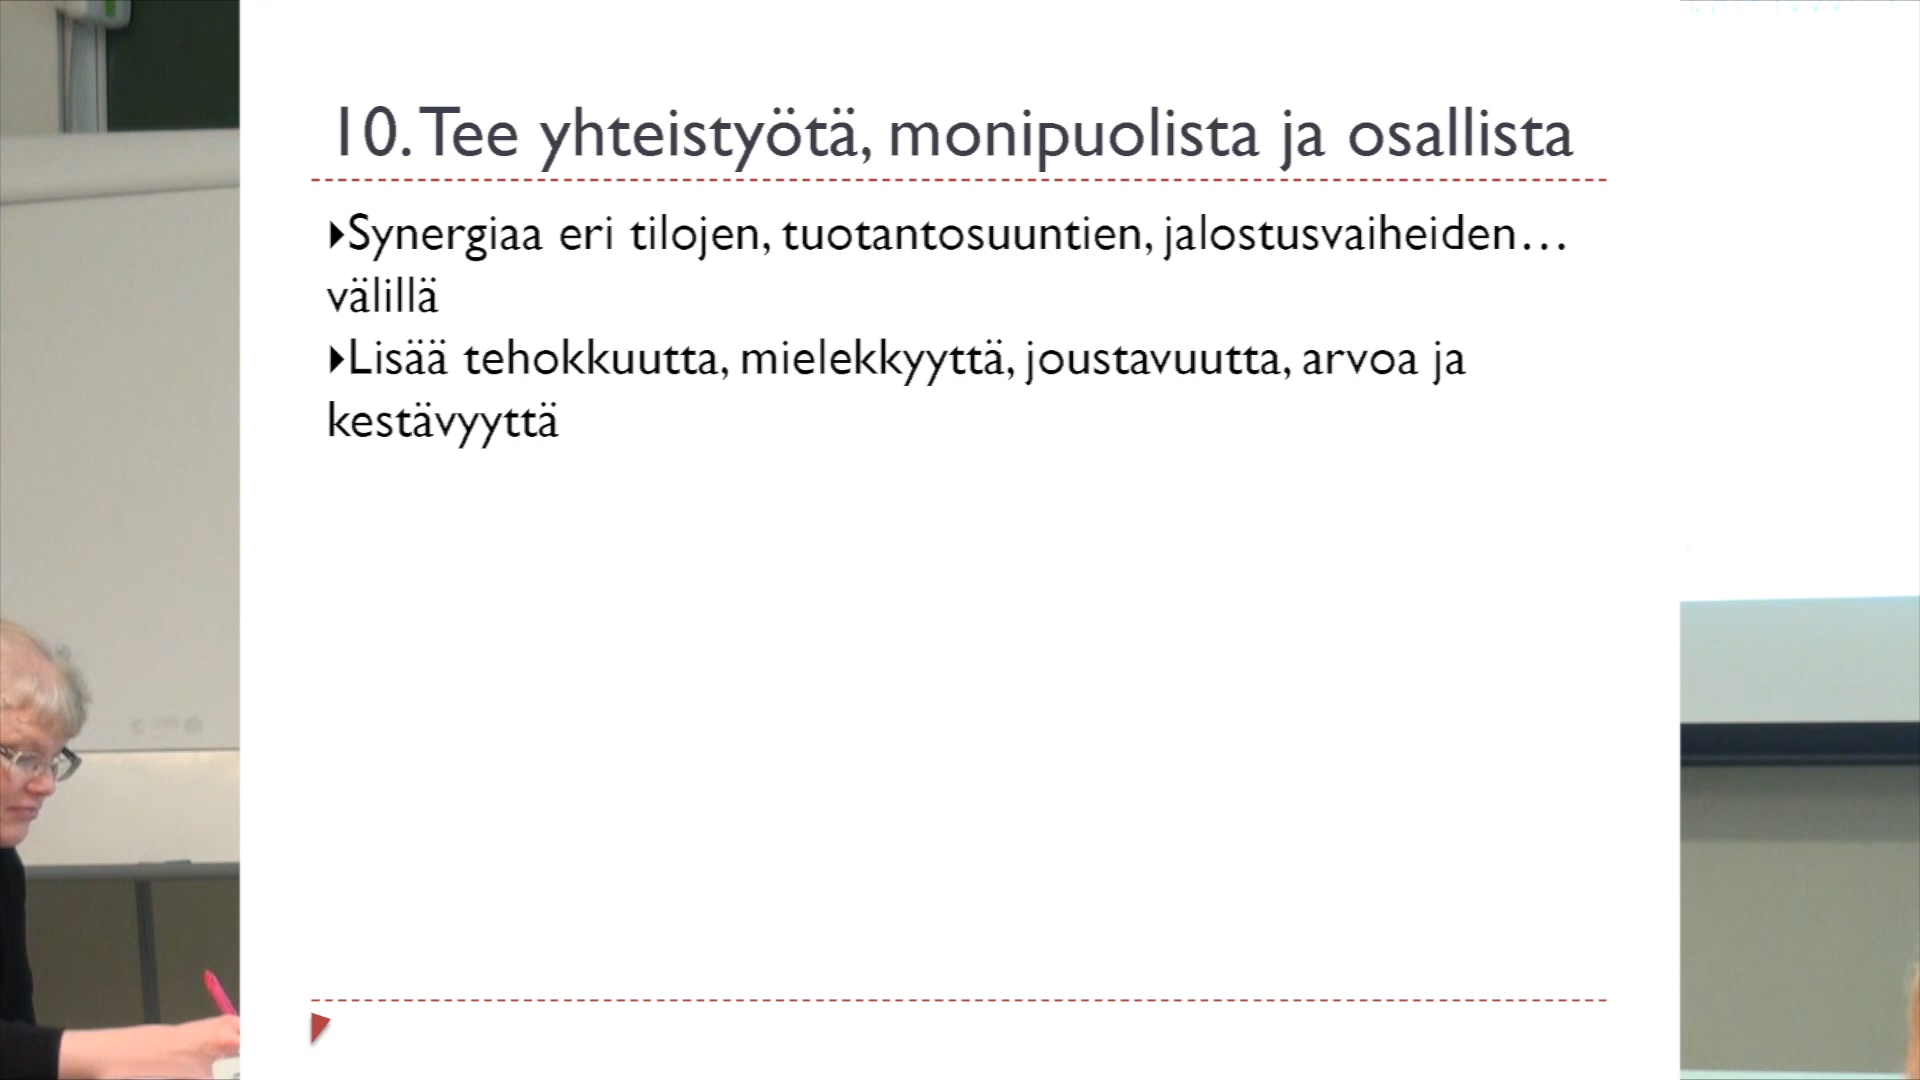 10. Tee yhteistyötä, monipuolista ja osallista
Synergiaa eri tilojen, tuotantosuuntien, jalostusvaiheiden…
välillä
Lisää tehokkuutta, mielekkyyttä, joustavuutta, arvoa ja
kestävyyttä